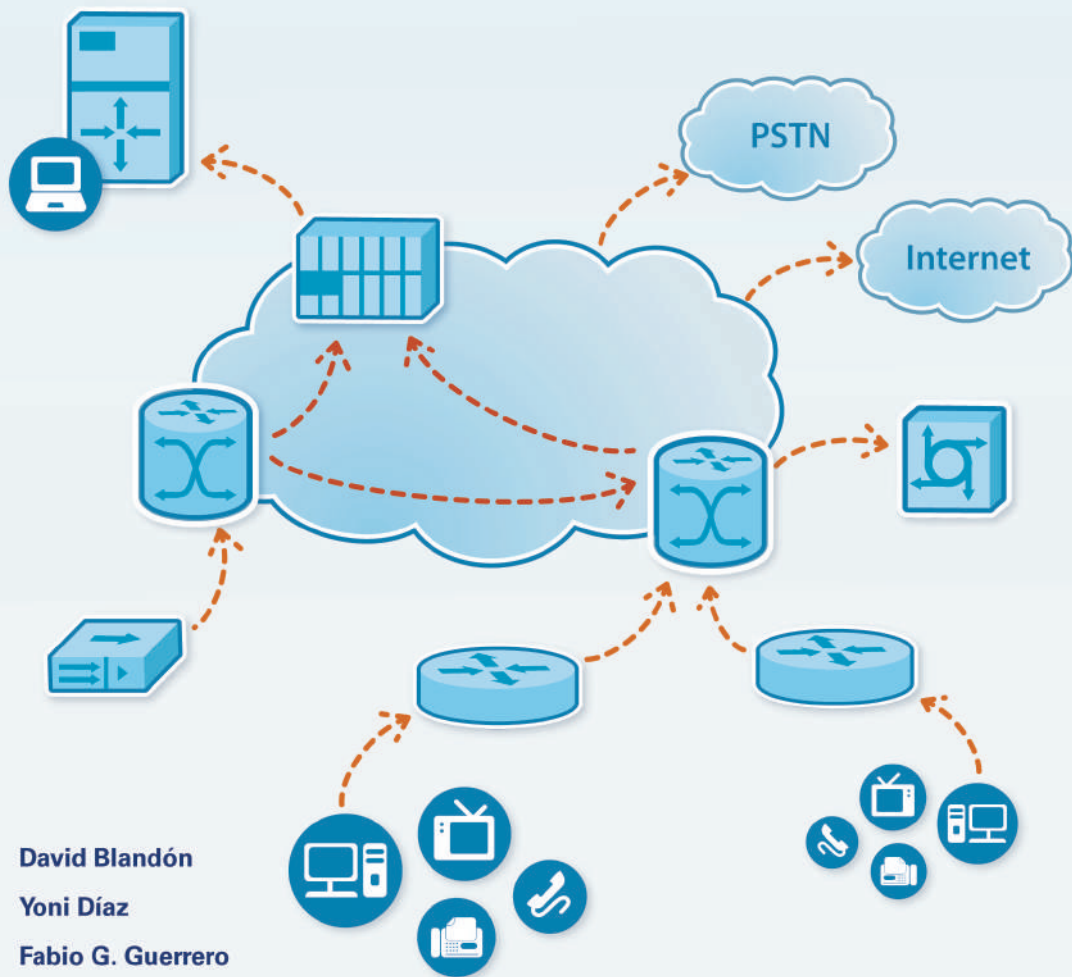 PSTN
Internet
David Blandón
Yoni Díaz
Fabio G. Guerrero